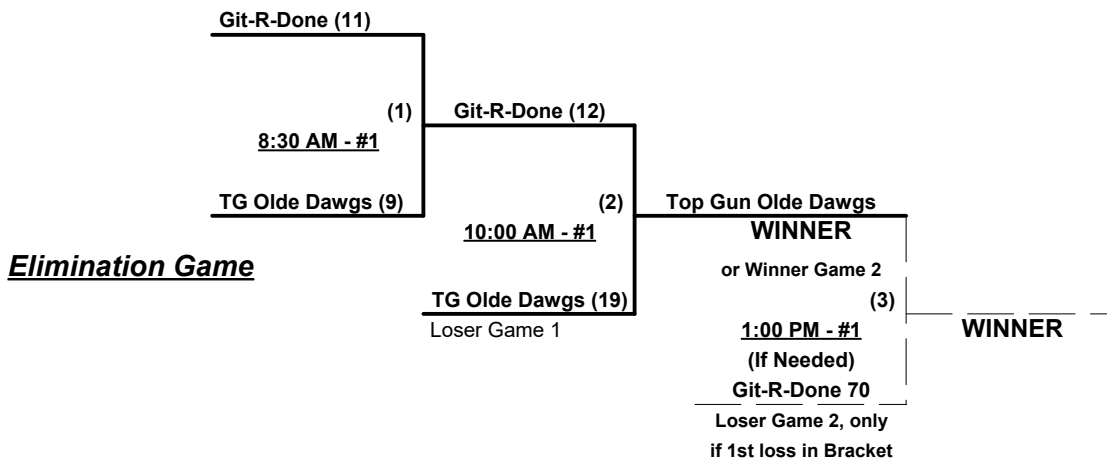 Git-R-Done (11)
(1)
Git-R-Done (12)
8:30 AM - #1
TG Olde Dawgs (9)
(2)
Top Gun Olde Dawgs
10:00 AM - #1
WINNER
Elimination Game
or Winner Game 2
TG Olde Dawgs (19)
(3)
Loser Game 1
1:00 PM - #1
WINNER
(If Needed)
Git-R-Done 70
Loser Game 2, only
if 1st loss in Bracket